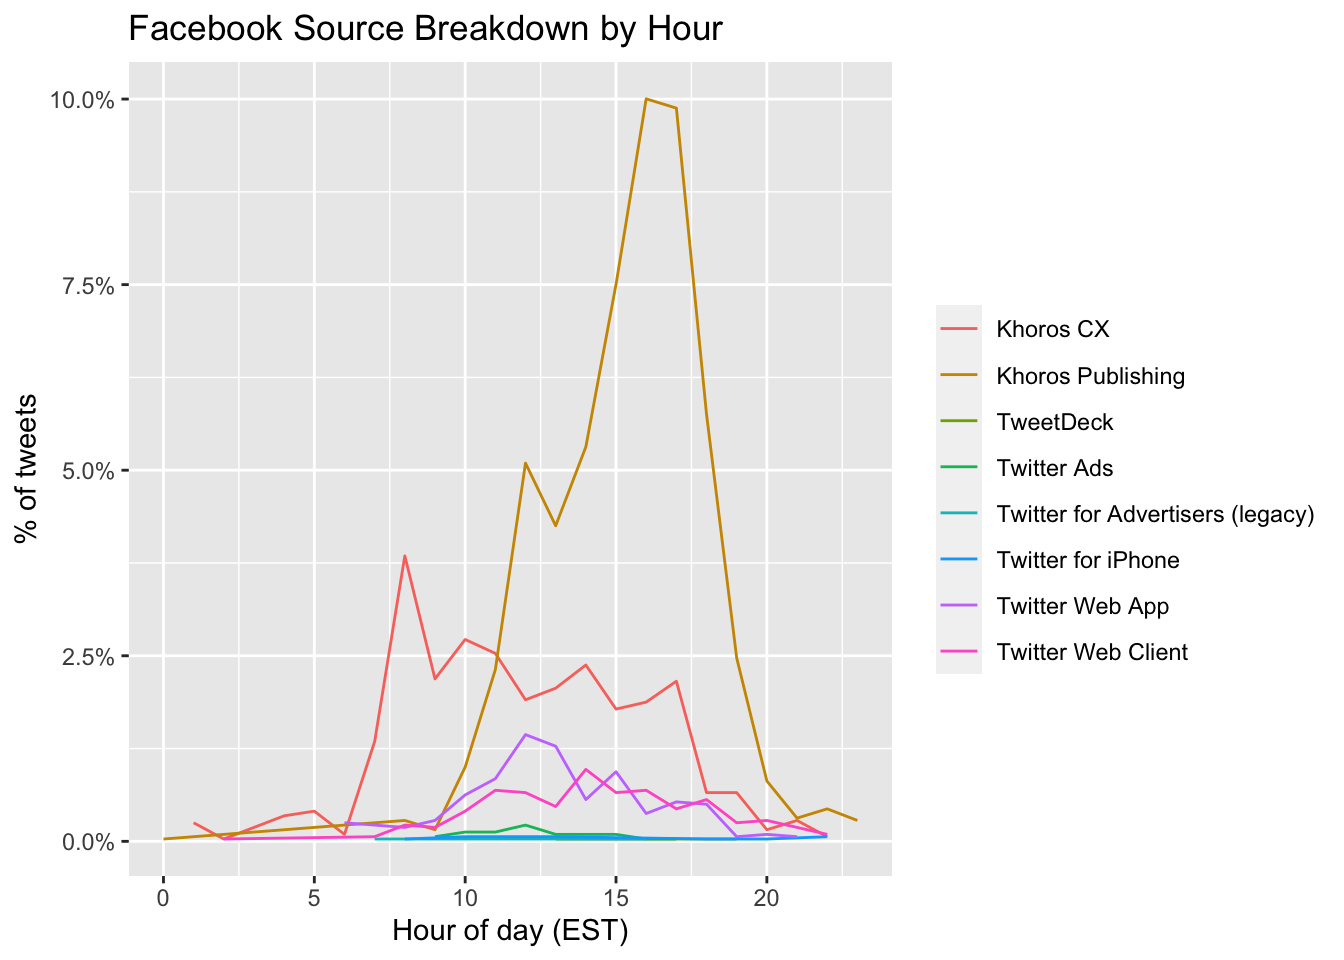 Facebook Source Breakdown by Hour
10.0%
7.5%
5.0%
2.5%
0.0%
% of tweets
0 5 10 15 20
Hour of day (EST)
Khoros CX
Khoros Publishing
TweetDeck
Twitter Ads
Twitter for Advertisers (legacy)
Twitter for iPhone
Twitter Web App
Twitter Web Client